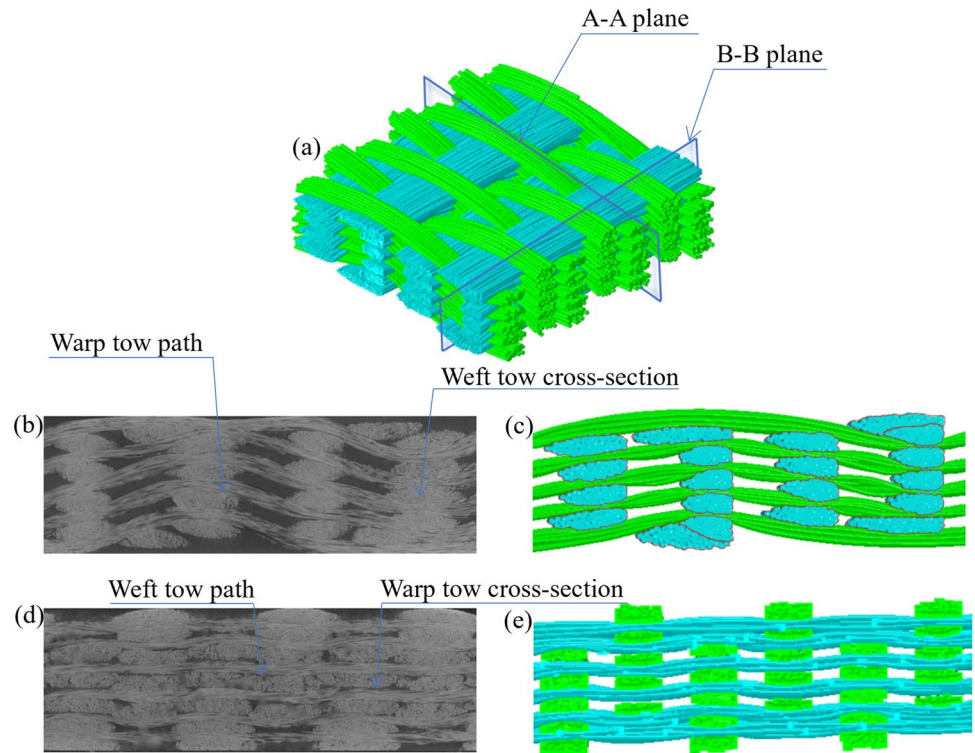 A-A plane
B-B plane
(a)
Warp tow path
Weft tow cross-section
(b)
(c)
Weft tow path
Warp tow cross-section
(d)
(e)